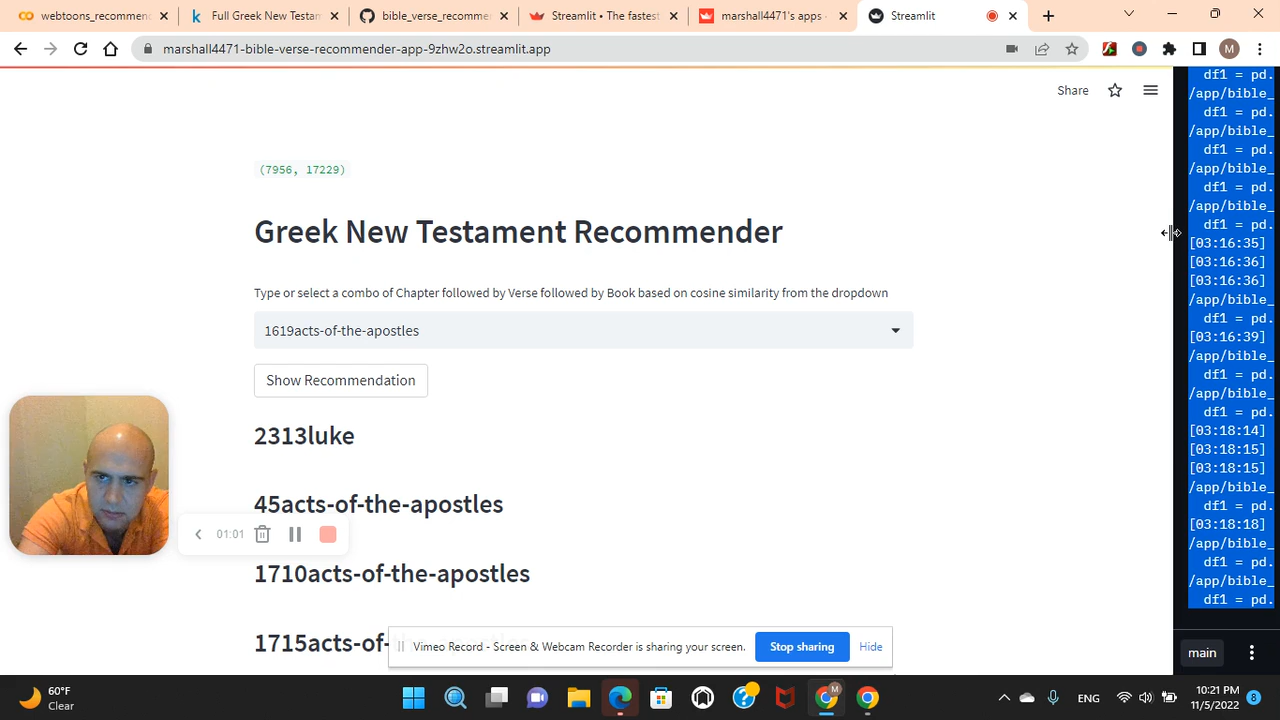 webtoons_recommend
Full Greek New Testan
bible_verse_recomme
Streamlit • The fastest
marshall4471's apps
Streamlit
marshall4471-bible-verse-recommender-app-9zhw2o.streamlit.app
M
Share
(7956, 17229)
Greek New Testament Recommender
Type or select a combo of Chapter followed by Verse followed by Book based on cosine similarity from the dropdown
1619acts-of-the-apostles
Show Recommendation
2313luke
45acts-of-the-apostles
01:01
1710acts-of-the-apostles
1715acts-of-
Vimeo Record - Screen & Webcam Recorder is sharing your screen.
Stop sharing
Hide
df1 = pd.
/app/bible_
df1 = pd.
/app/bible_
df1 = pd.
/app/bible_
df1 = pd.
/app/bible_
df1 = pd.
[03:16:35]
[03:16:36]
[03:16:36]
/app/bible_
df1 = pd.
[03:16:39]
/app/bible_
df1 = pd.
/app/bible_
df1 = pd.
[03:18:14]
[03:18:15]
[03:18:15]
/app/bible_
df1 = pd.
[03:18:18]
/app/bible_
df1 = pd.
/app/bible_
df1 = pd.
main
60°F
Clear
M
ENG
10:21 PM
11/5/2022
8